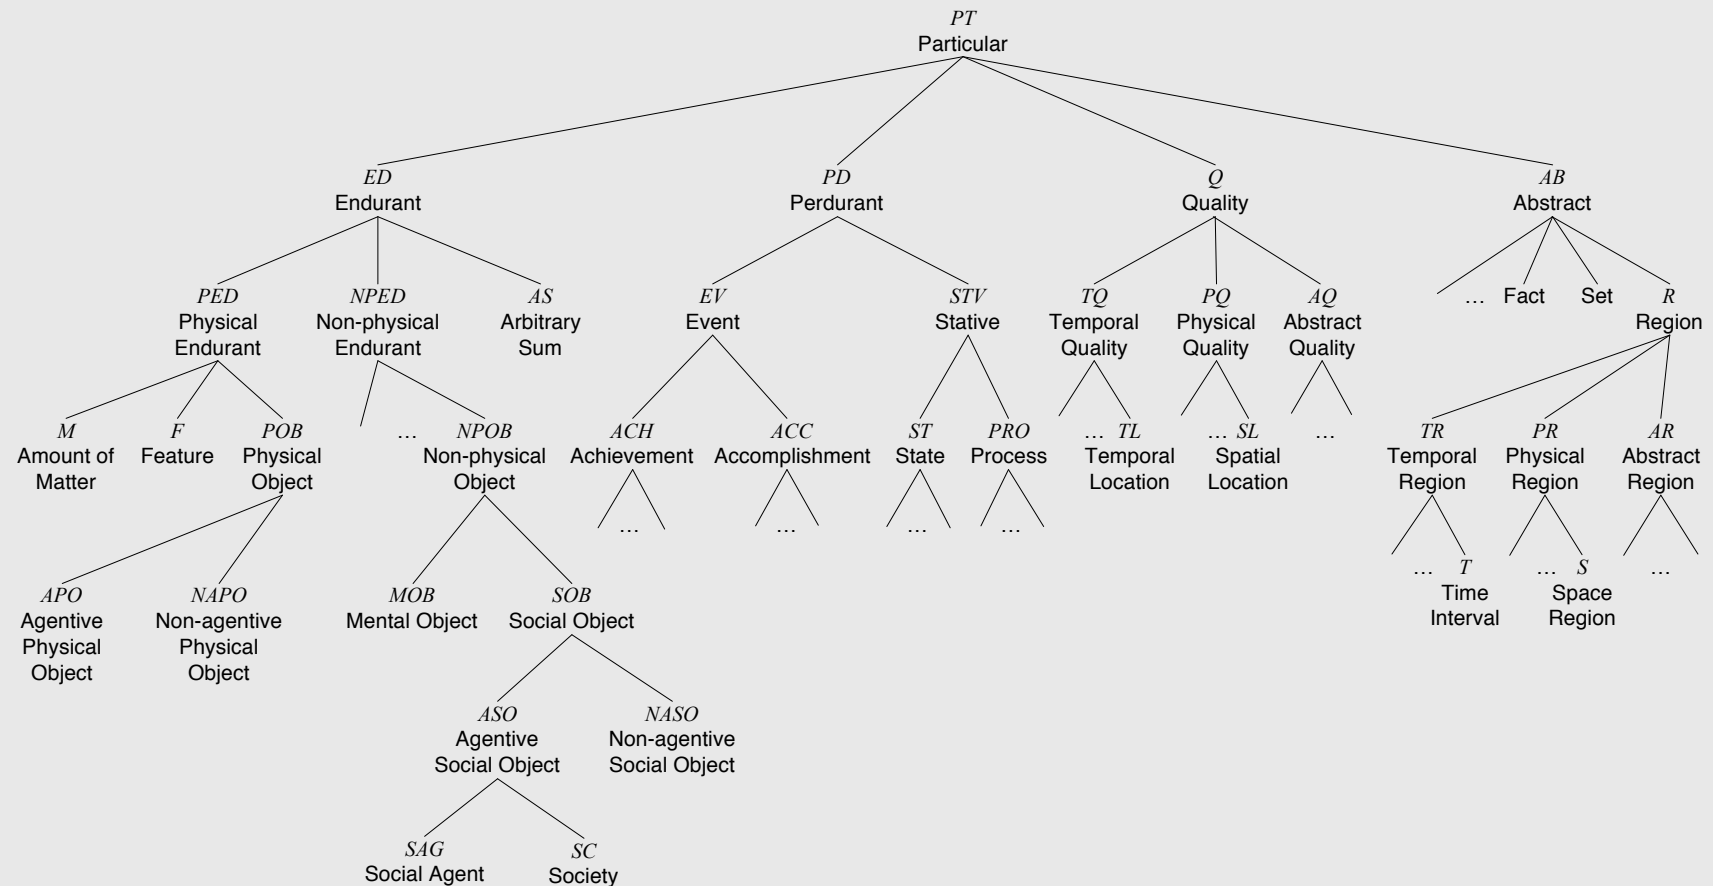 PT
Particular
ED
Endurant
PD
Perdurant
Q
Quality
AB
Abstract
PED
Physical
Endurant
NPED
Non-physical
Endurant
AS
Arbitrary
Sum
EV
Event
STV
Stative
TQ
Temporal
Quality
PQ
Physical
Quality
AQ
Abstract
Quality
…
Fact
Set
R
Region
M
Amount of
Matter
F
Feature
POB
Physical
Object
…
NPOB
Non-physical
Object
ACH
Achievement
…
ACC
Accomplishment
…
ST
State
…
PRO
Process
…
… TL
Temporal
Location
… SL
Spatial
Location
…
TR
Temporal
Region
PR
Physical
Region
AR
Abstract
Region
APO
Agentive
Physical
Object
NAPO
Non-agentive
Physical
Object
MOB
Mental Object
SOB
Social Object
… T
Time
Interval
… S
Space
Region
…
ASO
Agentive
Social Object
NASO
Non-agentive
Social Object
SAG
Social Agent
SC
Society